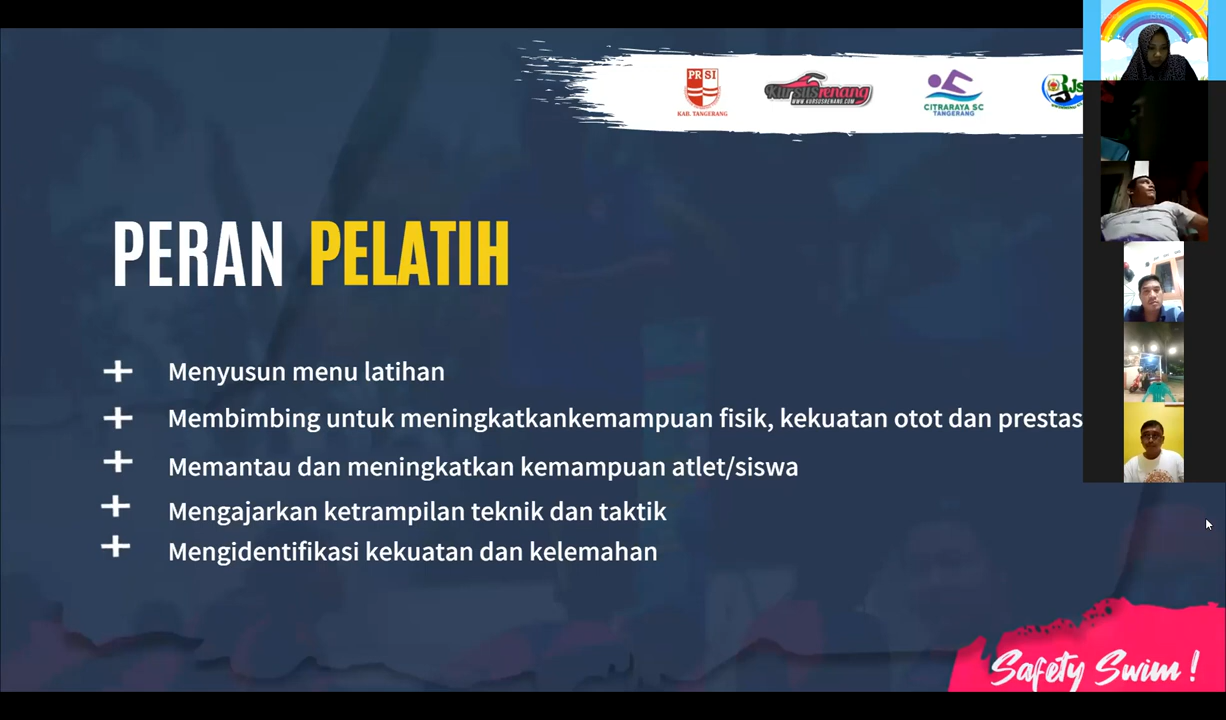 PRSI
KAB. TANGERANG
Kursusrenang
WWW.KURSUSRENANG.COM
CITRARAYA SC
TANGERANG
PERAN PELATIH
Menyusun menu latihan
Membimbing untuk meningkatkankemampuan fisik, kekuatan otot dan prestas
Memantau dan meningkatkan kemampuan atlet/siswa
Mengajarkan ketrampilan teknik dan taktik
Mengidentifikasi kekuatan dan kelemahan
Safety Swim !